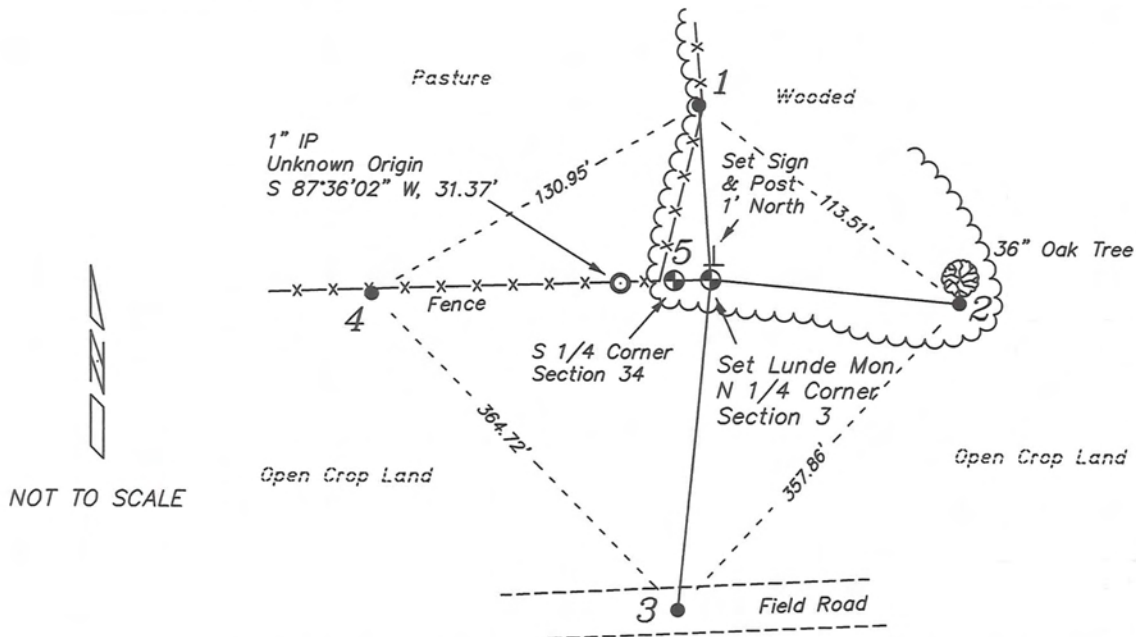 Pasture
1
Wooded
1" IP
Unknown Origin
S 87°36'02" W, 31.37'
130.95'
Set Sign
& Post
1' North
113.51'
36" Oak Tree
5
2
4
Fence
N
S 1/4 Corner
Section 34
Set Lunde Mon.
N 1/4 Corner
Section 3
364.72'
357.86'
Open Crop Land
Open Crop Land
NOT TO SCALE
3
Field Road